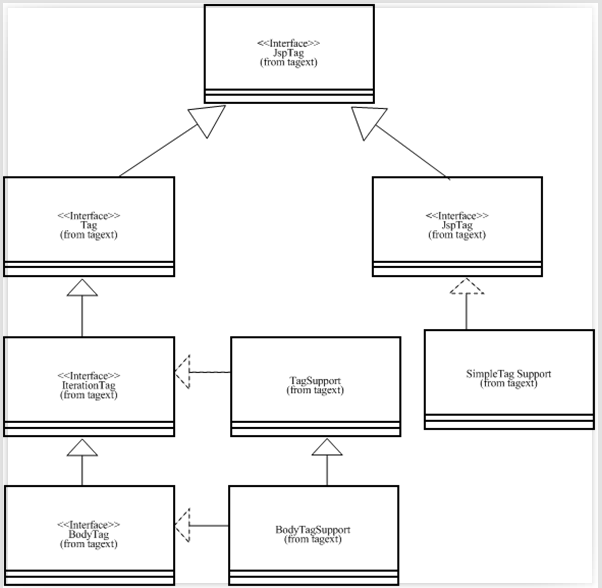 <<Interface>>
JspTag
(from tagext)
<<Interface>>
Tag
(from tagext)
<<Interface>>
JspTag
(from tagext)
<<Interface>>
IterationTag
(from tagext)
TagSupport
(from tagext)
SimpleTag Support
(from tagext)
<<Interface>>
BodyTag
(from tagext)
BodyTagSupport
(from tagext)